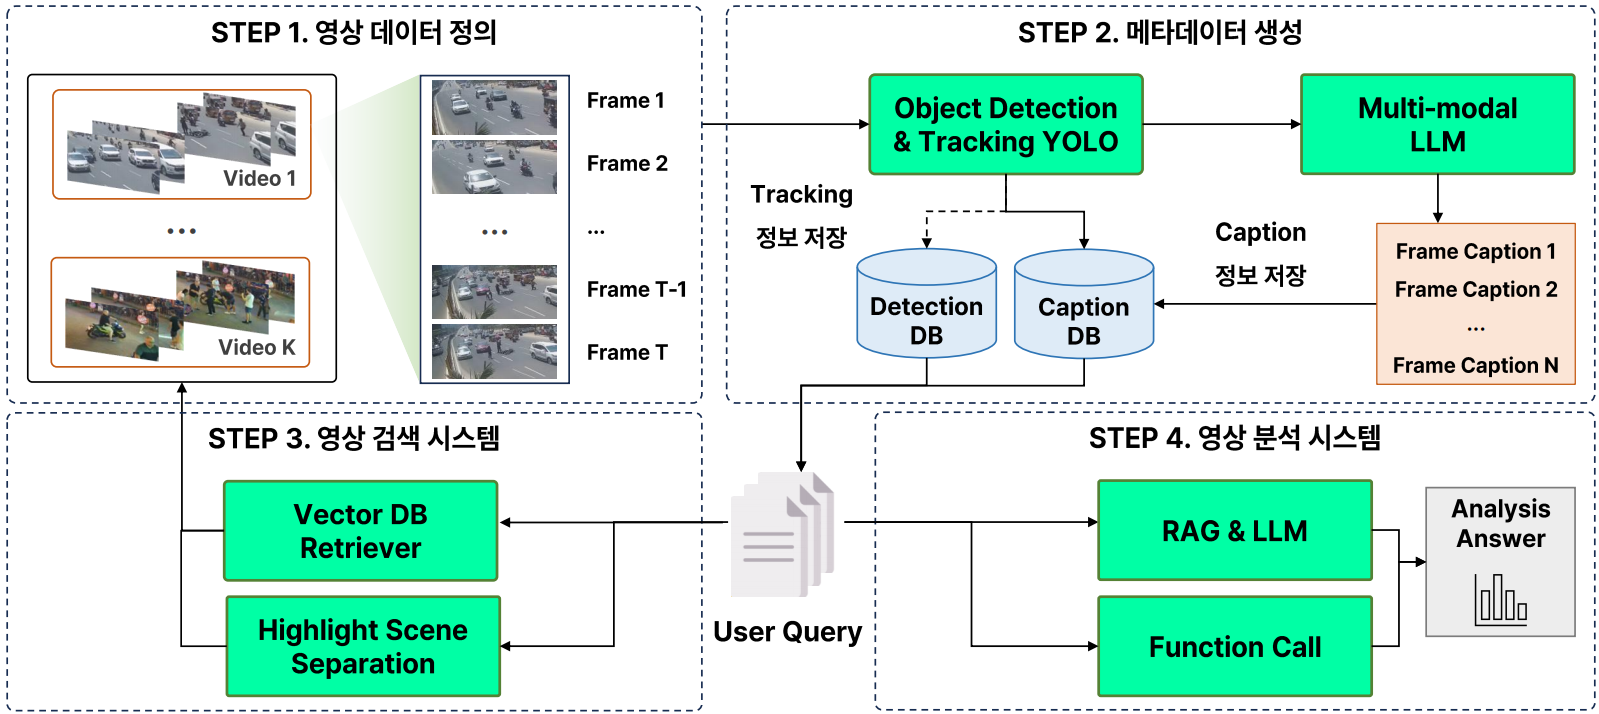 STEP 1. 영상 데이터 정의
Video 1
...
Video K
Frame 1
Frame 2
...
...
Frame T-1
Frame T
STEP 2. 메타데이터 생성
Object Detection
& Tracking YOLO
Multi-modal
LLM
Tracking
정보 저장
Detection
DB
Caption
DB
Caption
정보 저장
Frame Caption 1
Frame Caption 2
...
Frame Caption N
STEP 3. 영상 검색 시스템
Vector DB
Retriever
Highlight Scene
Separation
User Query
STEP 4. 영상 분석 시스템
RAG & LLM
Function Call
Analysis
Answer